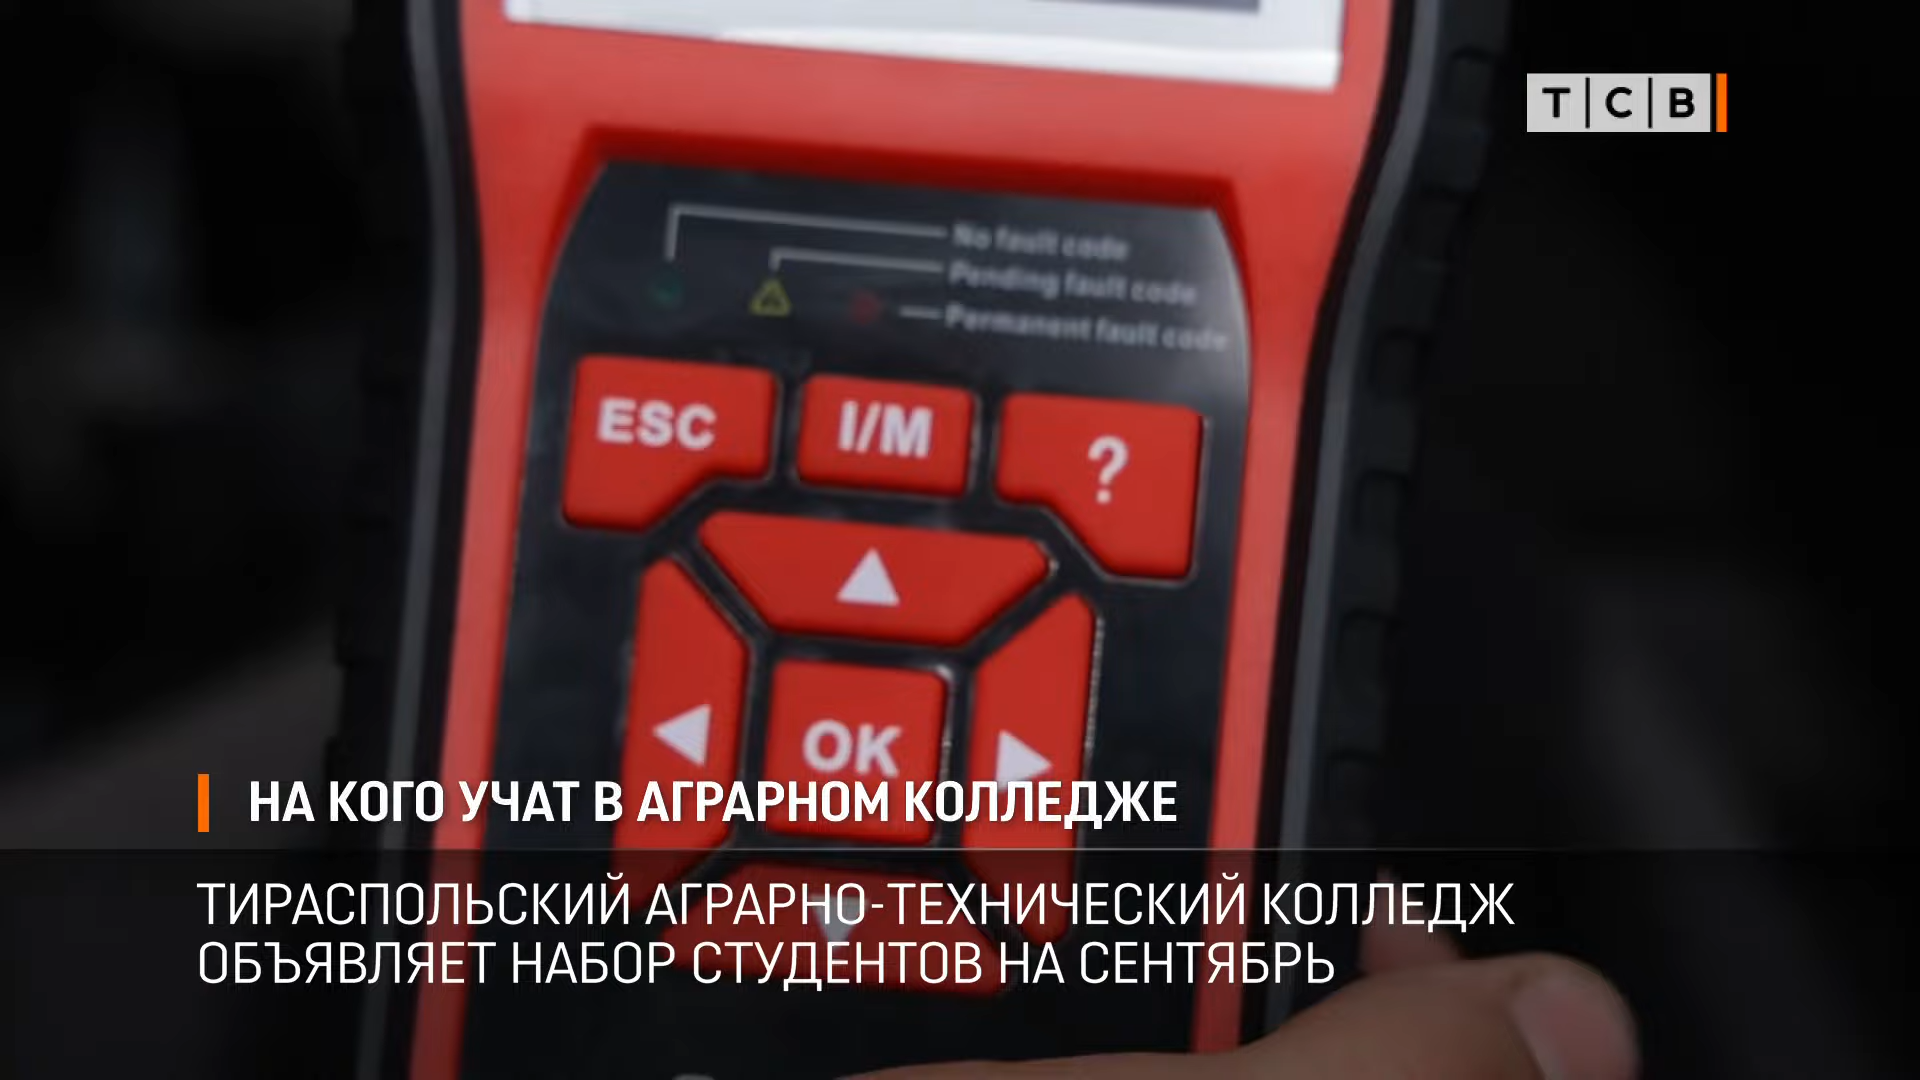 ТСВ
No fault code
Pending fault code
Permanent fault code
ESC I/M ?
OK
НА КОГО УЧАТ В АГРАРНОМ КОЛЛЕДЖЕ
ТИРАСПОЛЬСКИЙ АГРАРНО-ТЕХНИЧЕСКИЙ КОЛЛЕДЖ
ОБЪЯВЛЯЕТ НАБОР СТУДЕНТОВ НА СЕНТЯБРЬ